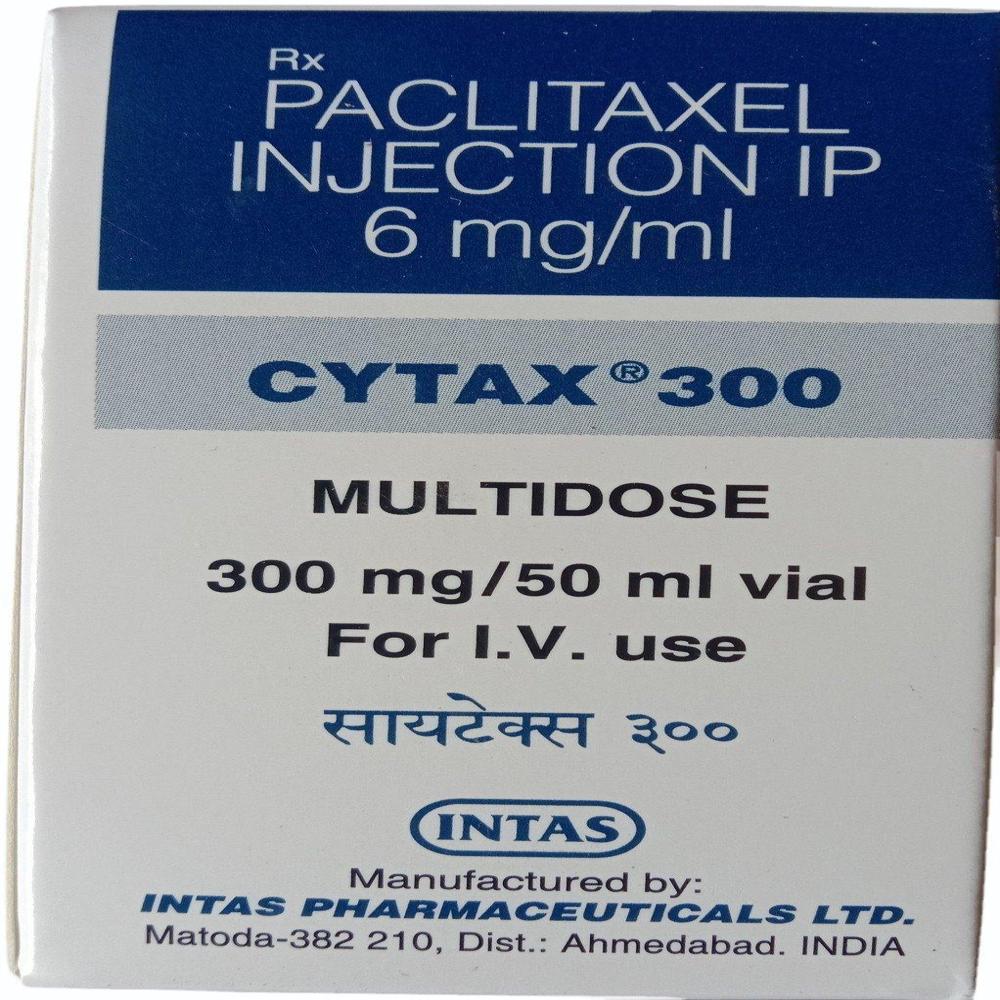 Rx
PACLITAXEL
INJECTION IP
6 mg/ml
CYTAX® 300
MULTIDOSE
300 mg/50 ml vial
For I.V. use
सायटेक्स ३००
INTAS
Manufactured by:
INTAS PHARMACEUTICALS LTD.
Matoda-382 210, Dist.: Ahmedabad. INDIA